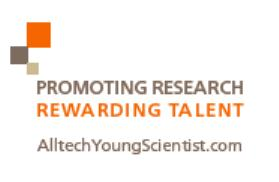 PROMOTING RESEARCH
REWARDING TALENT
AlltechYoungScientist.com